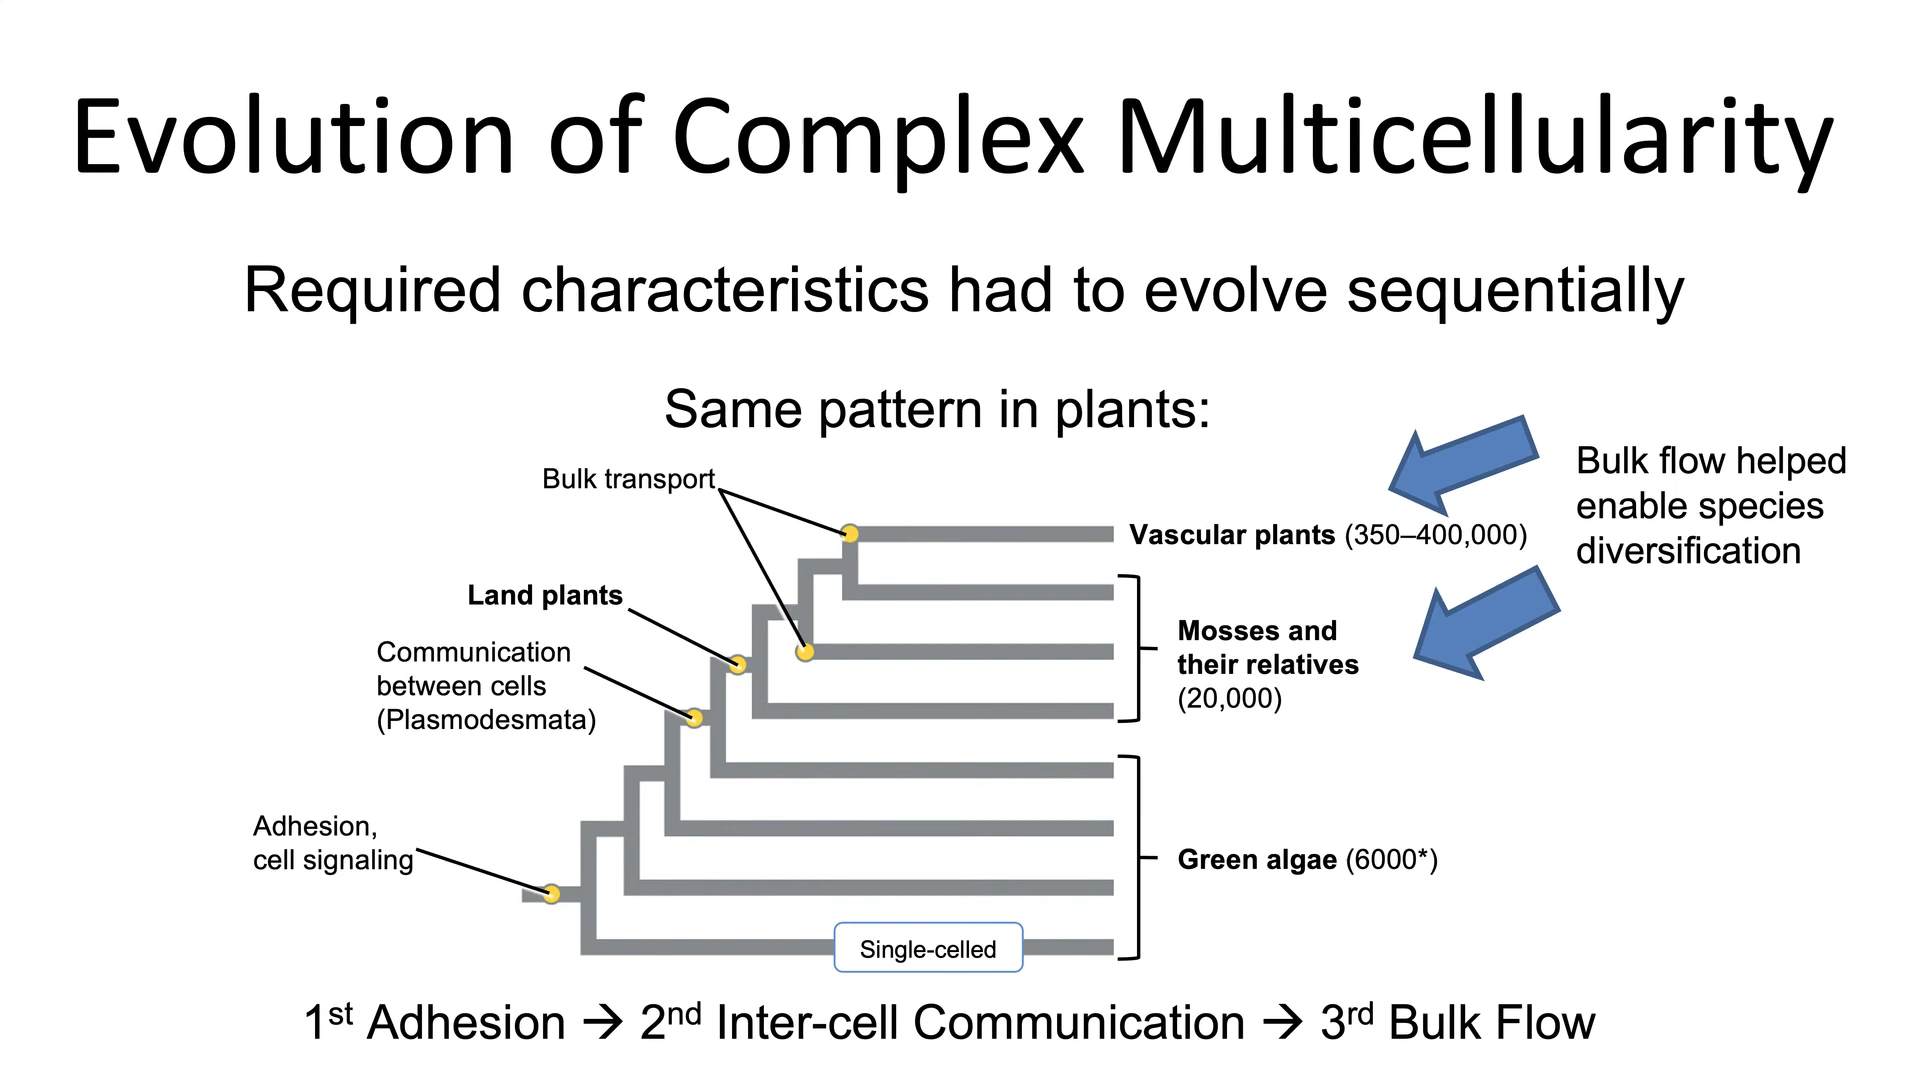 Evolution of Complex Multicellularity
Required characteristics had to evolve sequentially
Same pattern in plants:
Bulk transport
Bulk flow helped
enable species
diversification
Vascular plants (350–400,000)
Land plants
Mosses and
their relatives
(20,000)
Communication
between cells
(Plasmodesmata)
Adhesion,
cell signaling
Green algae (6000*)
Single-celled
1st Adhesion → 2nd Inter-cell Communication → 3rd Bulk Flow